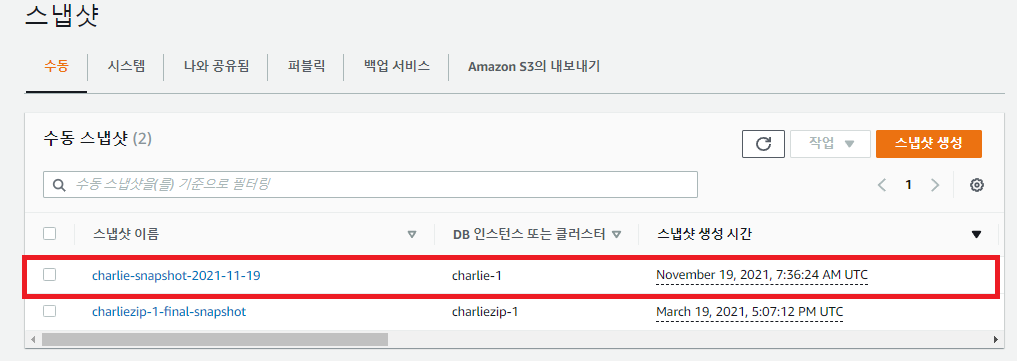 스냅샷
수동 시스템 나와 공유됨 퍼블릭 백업 서비스 Amazon S3의 내보내기
수동 스냅샷 (2) 작업 스냅샷 생성
수동 스냅샷을(를) 기준으로 필터링 1
스냅샷 이름 DB 인스턴스 또는 클러스터 스냅샷 생성 시간
charlie-snapshot-2021-11-19 charlie-1 November 19, 2021, 7:36:24 AM UTC
charliezip-1-final-snapshot charliezip-1 March 19, 2021, 5:07:12 PM UTC